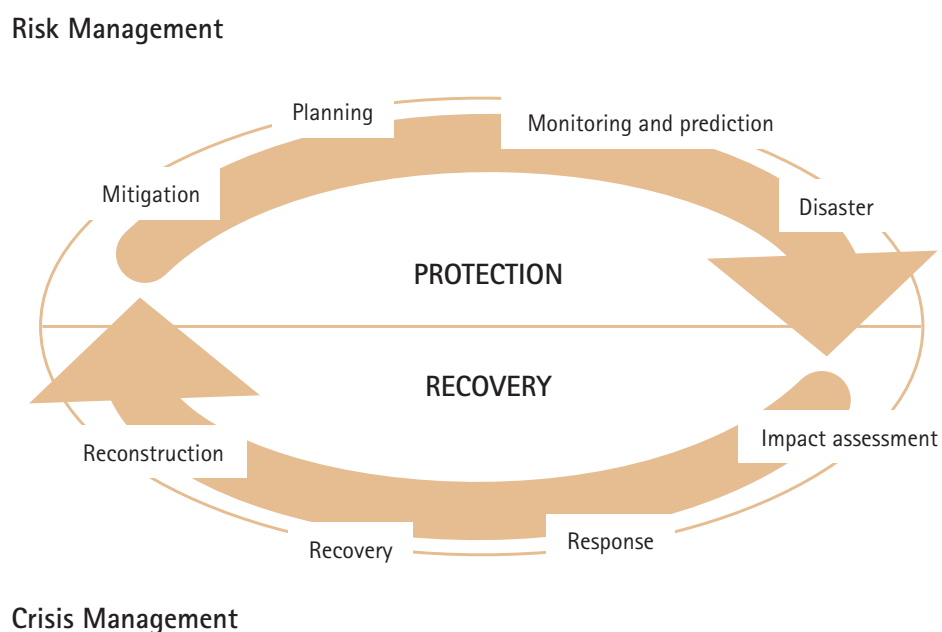 Risk Management
Planning
Monitoring and prediction
Mitigation
Disaster
PROTECTION
RECOVERY
Impact assessment
Reconstruction
Response
Recovery
Crisis Management